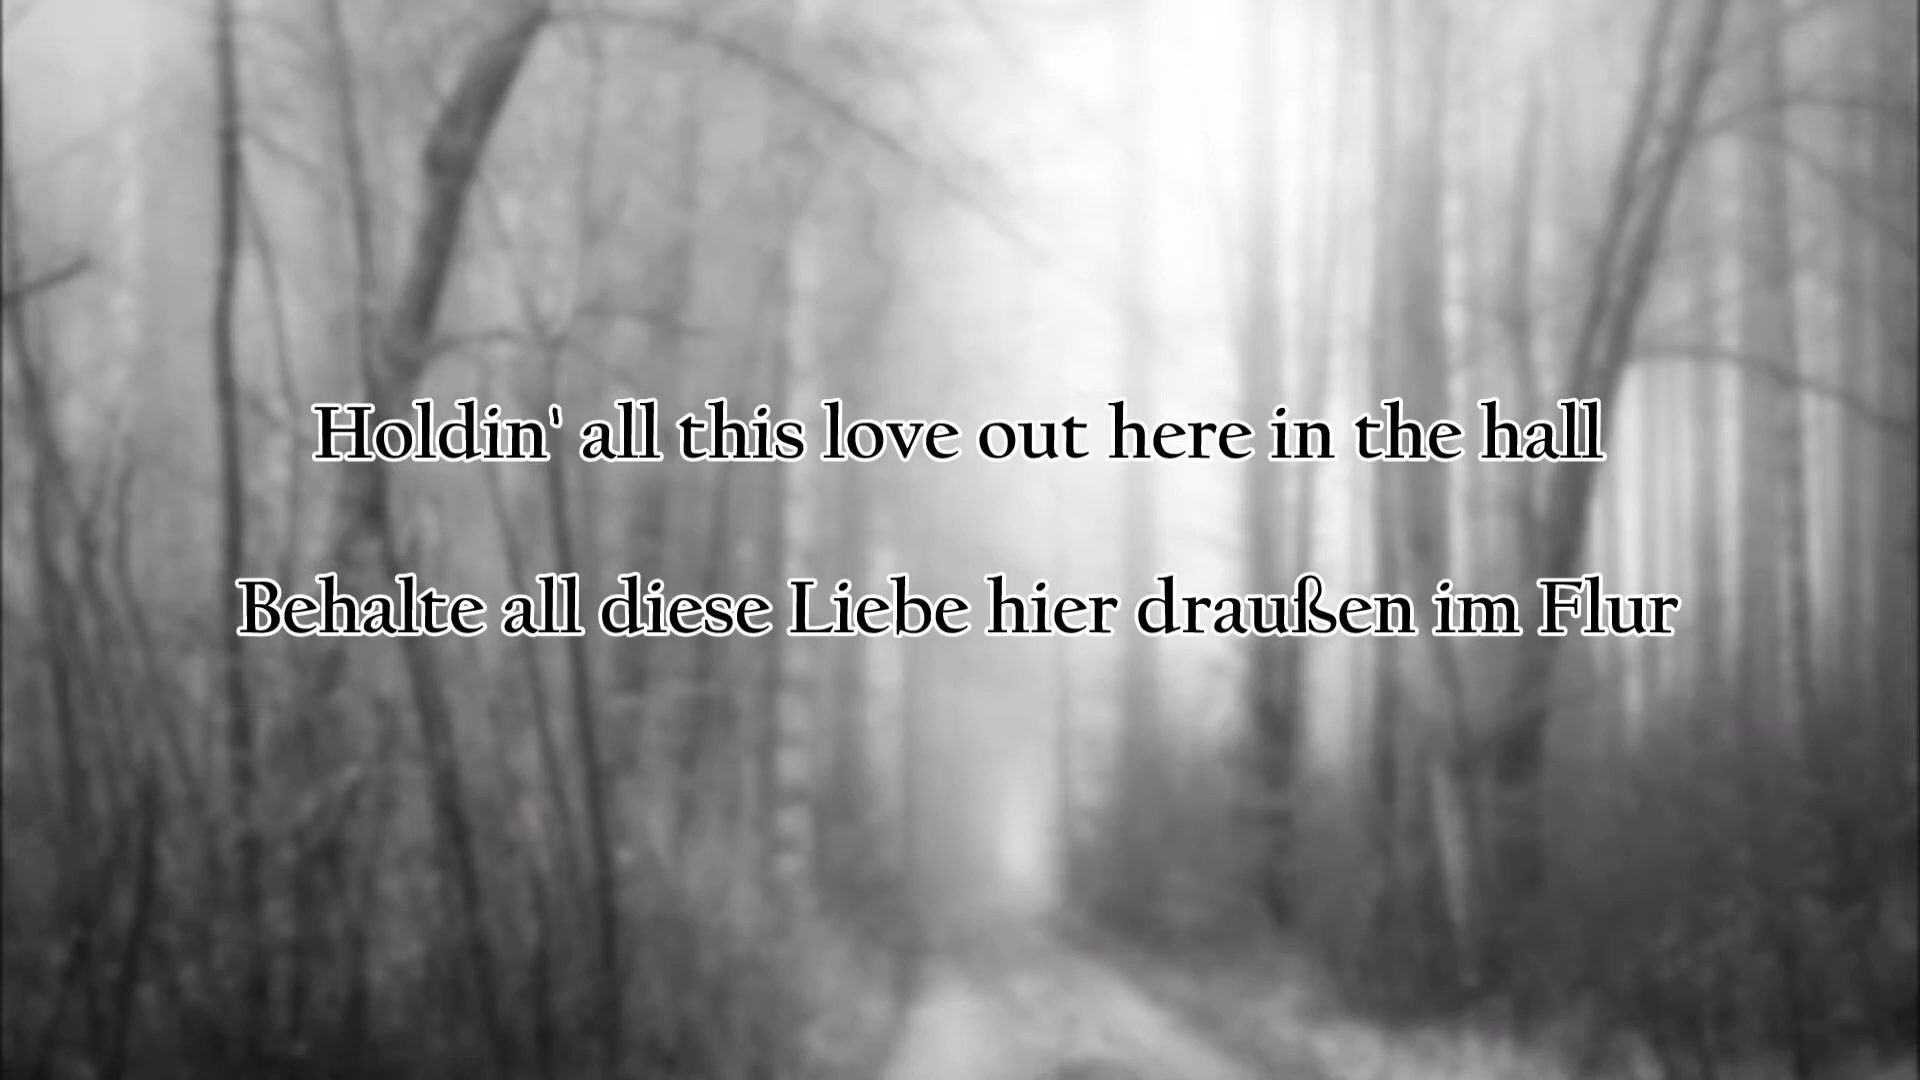 Holdin' all this love out here in the hall
Behalte all diese Liebe hier draußen im Flur